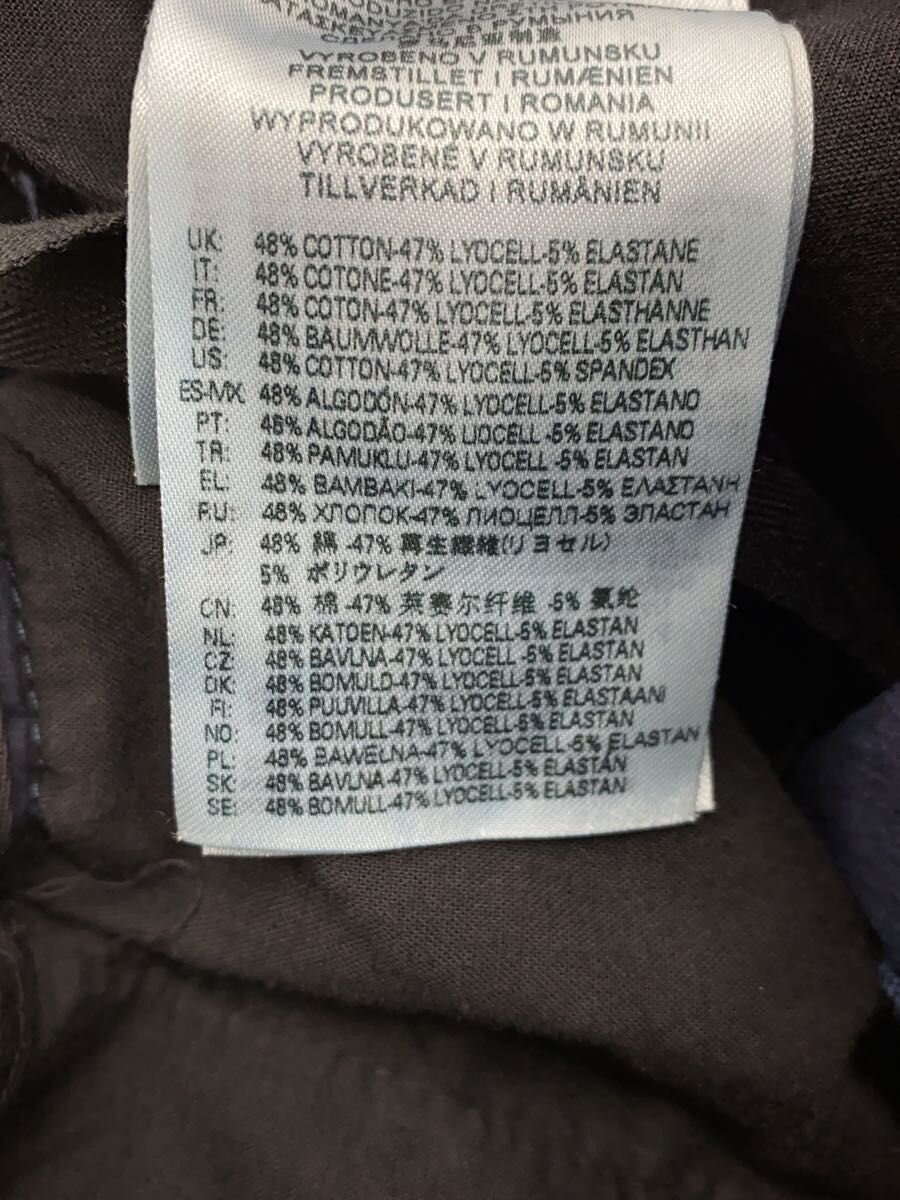 ROMANIA
РУМЫНИЯ
VYROBENO V RUMUNSKU
FREMSTILLET I RUMÆNIEN
PRODUSERT I ROMANIA
WYPRODUKOWANO W RUMUNII
VYROBENÉ V RUMUNSKU
TILLVERKAD I RUMÄNIEN
UK: 48% COTTON-47% LYOCELL-5% ELASTANE
IT: 48% COTONE-47% LYOCELL-5% ELASTAN
FR: 48% COTON-47% LYOCELL-5% ELASTHANNE
DE: 48% BAUMWOLLE-47% LYOCELL-5% ELASTHAN
US: 48% COTTON-47% LYOCELL-5% SPANDEX
ES-MX: 48% ALGODÓN-47% LYOCELL-5% ELASTANO
PT: 48% ALGODÃO-47% LIOCELL -5% ELASTANO
TR: 48% PAMUKLU-47% LYOCELL -5% ELASTAN
EL: 48% BAMBAKI-47% LYOCELL-5% ΕΛΑΣΤΑΝΗ
RU: 48% ХЛОПОК-47% ЛИОЦЕЛЛ-5% ЭЛАСТАН
JP: 48% 綿 -47% 再生繊維(リヨセル)
5% ポリウレタン
CN: 48% 棉 -47% 莱赛尔纤维 -5% 氨纶
NL: 48% KATOEN-47% LYOCELL-5% ELASTAN
CZ: 48% BAVLNA-47% LYOCELL-5% ELASTAN
DK: 48% BOMULD-47% LYOCELL-5% ELASTAN
FI: 48% PUUVILLA-47% LYOCELL-5% ELASTAANI
NO: 48% BOMULL-47% LYOCELL-5% ELASTAN
PL: 48% BAWEŁNA-47% LYOCELL-5% ELASTAN
SK: 48% BAVLNA-47% LYOCELL-5% ELASTAN
SE: 48% BOMULL-47% LYOCELL-5% ELASTAN